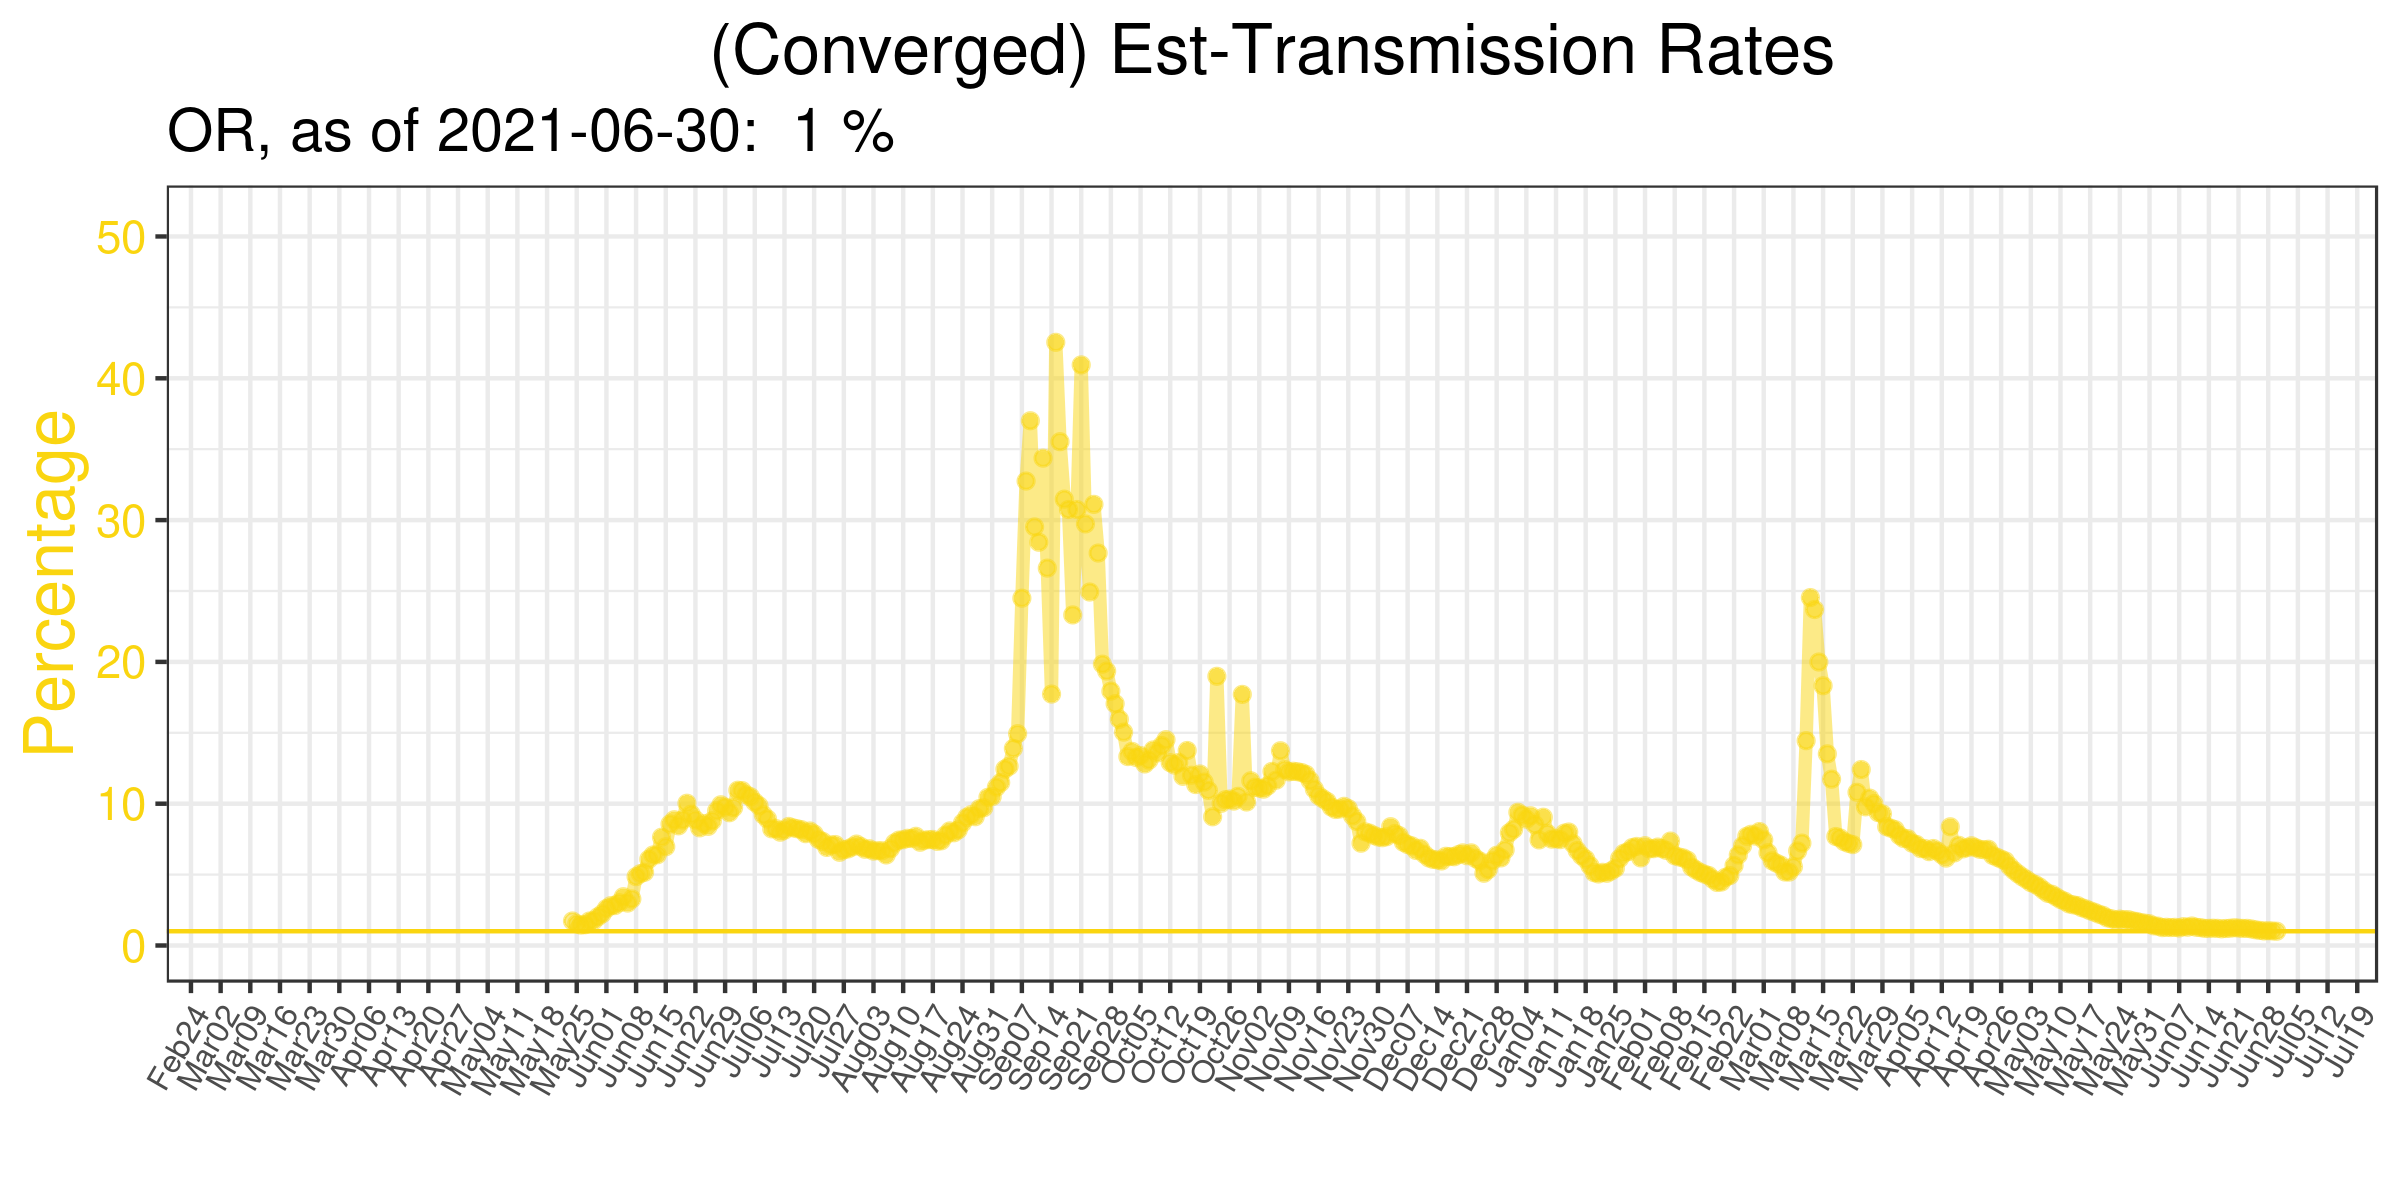 (Converged) Est-Transmission Rates
OR, as of 2021-06-30:  1 %
Percentage
50
40
30
20
10
0
Feb24
Mar02
Mar09
Mar16
Mar23
Mar30
Apr06
Apr13
Apr20
Apr27
May04
May11
May18
May25
Jun01
Jun08
Jun15
Jun22
Jun29
Jul06
Jul13
Jul20
Jul27
Aug03
Aug10
Aug17
Aug24
Aug31
Sep07
Sep14
Sep21
Sep28
Oct05
Oct12
Oct19
Oct26
Nov02
Nov09
Nov16
Nov23
Nov30
Dec07
Dec14
Dec21
Dec28
Jan04
Jan11
Jan18
Jan25
Feb01
Feb08
Feb15
Feb22
Mar01
Mar08
Mar15
Mar22
Mar29
Apr05
Apr12
Apr19
Apr26
May03
May10
May17
May24
May31
Jun07
Jun14
Jun21
Jun28
Jul05
Jul12
Jul19